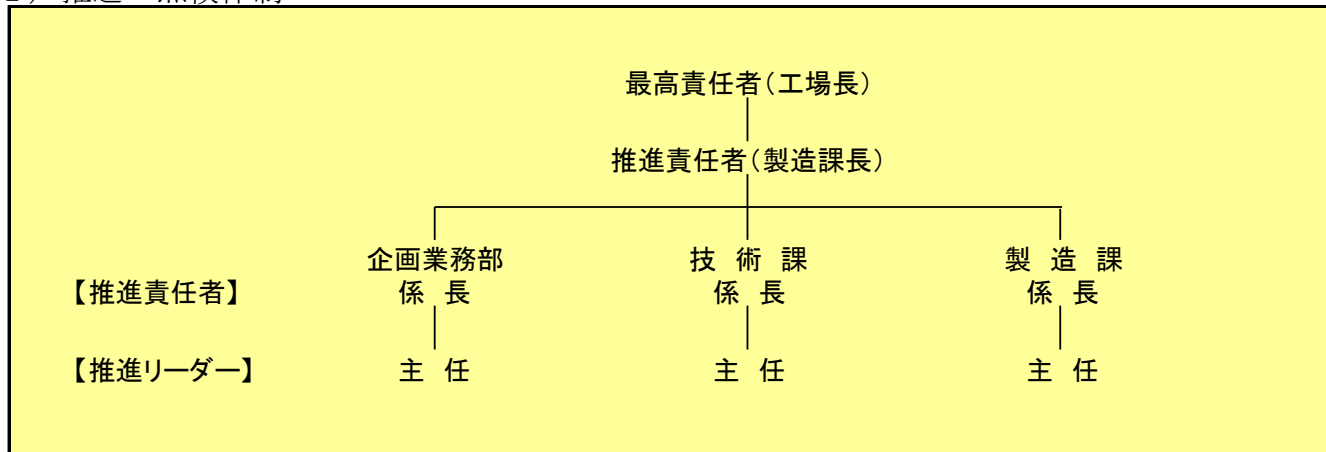 最高責任者(工場長)
推進責任者(製造課長)
企画業務部 技 術 課 製 造 課
【推進責任者】 係 長 係 長 係 長
【推進リーダー】 主 任 主 任 主 任